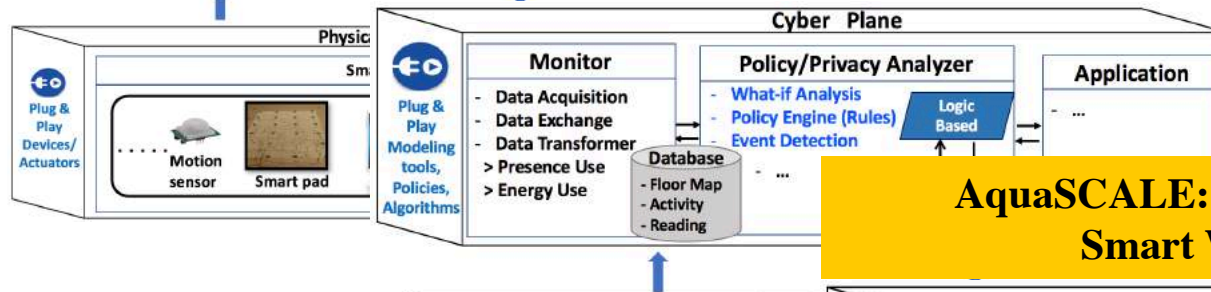 Physica
Sma
Plug &
Play
Devices/
Actuators
.....
Motion
sensor
Smart pad
Cyber Plane
Plug &
Play
Modeling
tools,
Policies,
Algorithms
Monitor
- Data Acquisition
- Data Exchange
- Data Transformer
> Presence Use
> Energy Use
Database
- Floor Map
- Activity
- Reading
Policy/Privacy Analyzer
- What-if Analysis
- Policy Engine (Rules)
- Event Detection
- ...
Logic
Based
Application
- ...
AquaSCALE:
Smart